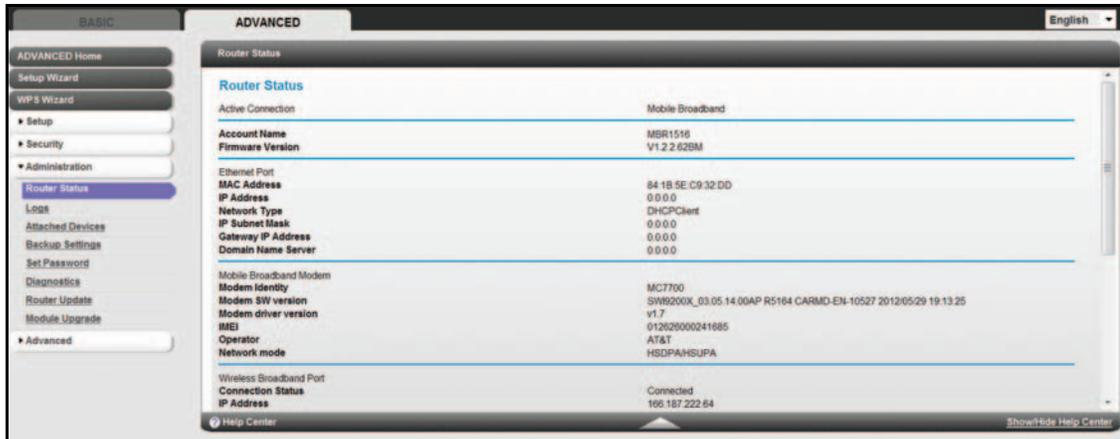 BASIC
ADVANCED
English
ADVANCED Home
Setup Wizard
WPS Wizard
Setup
Security
Administration
Router Status
Logs
Attached Devices
Backup Settings
Set Password
Diagnostics
Router Update
Module Upgrade
Advanced
Router Status
Router Status
Active Connection Mobile Broadband
Account Name MBR1516
Firmware Version V1.2.2.62BM
Ethernet Port
MAC Address 84:1B:5E:C9:32:DD
IP Address 0.0.0.0
Network Type DHCPClient
IP Subnet Mask 0.0.0.0
Gateway IP Address 0.0.0.0
Domain Name Server 0.0.0.0
Mobile Broadband Modem
Modem Identity MC7700
Modem SW version SWI9200X_03.05.14.00AP R5164 CARMD-EN-10527 2012/05/29 19:13:25
Modem driver version v1.7
IMEI 012626000241685
Operator AT&T
Network mode HSDPA/HSUPA
Wireless Broadband Port
Connection Status Connected
IP Address 166.187.222.64
Help Center
Show/Hide Help Center